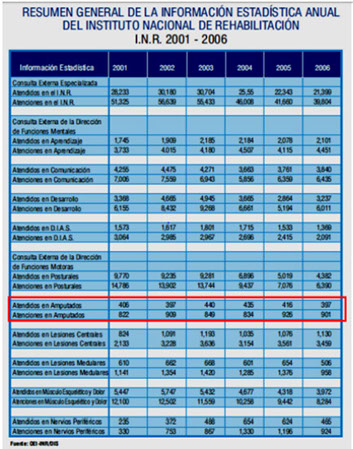 RESUMEN GENERAL DE LA INFORMACIÓN ESTADÍSTICA ANUAL
DEL INSTITUTO NACIONAL DE REHABILITACIÓN
I.N.R. 2001 - 2006
Información Estadística 2001 2002 2003 2004 2005 2006
Consulta Externa Especializada
Atendidos en el I.N.R. 28,233 30,180 30,704 25,55 22,343 21,399
Atenciones en el I.N.R. 51,325 56,639 55,433 46,008 41,660 39,804
Consulta Externa de la Dirección
de Funciones Mentales
Atendidos en Aprendizaje 1,745 1,909 2,185 2,184 2,078 2,101
Atenciones en Aprendizaje 3,733 4,015 4,180 4,507 4,115 4,451
Atendidos en Comunicación 4,255 4,475 4,271 3,663 3,761 3,840
Atenciones en Comunicación 7,006 7,559 6,943 5,856 6,359 6,435
Atendidos en Desarrollo 3,368 4,685 4,945 3,665 2,864 3,237
Atenciones en Desarrollo 6,155 8,432 9,268 6,661 5,194 6,011
Atendidos en D.I.A.S. 1,573 1,617 1,801 1,715 1,533 1,369
Atenciones en D.I.A.S. 3,064 2,985 2,967 2,696 2,415 2,091
Consulta Externa de la Dirección
de Funciones Motoras
Atendidos en Posturales 9,770 9,235 9,281 6,896 5,019 4,382
Atenciones en Posturales 14,786 13,902 13,744 9,437 7,076 6,390
Atendidos en Amputados 406 397 440 435 416 397
Atenciones en Amputados 822 909 849 834 926 901
Atendidos en Lesiones Centrales 824 1,091 1,193 1,035 1,076 1,130
Atenciones en Lesiones Centrales 2,133 3,228 3,636 3,154 3,561 3,459
Atendidos en Lesiones Medulares 610 662 668 601 654 506
Atenciones en Lesiones Medulares 1,141 1,354 1,420 1,285 1,376 958
Atendidos en Músculo Esquelético y Dolor 5,447 5,747 5,432 4,677 4,318 3,972
Atenciones en Músculo Esquelético y Dolor 12,100 12,502 11,559 10,258 9,442 8,284
Atendidos en Nervios Periféricos 235 372 488 654 624 465
Atenciones en Nervios Periféricos 330 753 867 1,330 1,196 924
Fuente: DEI-INR/DIS